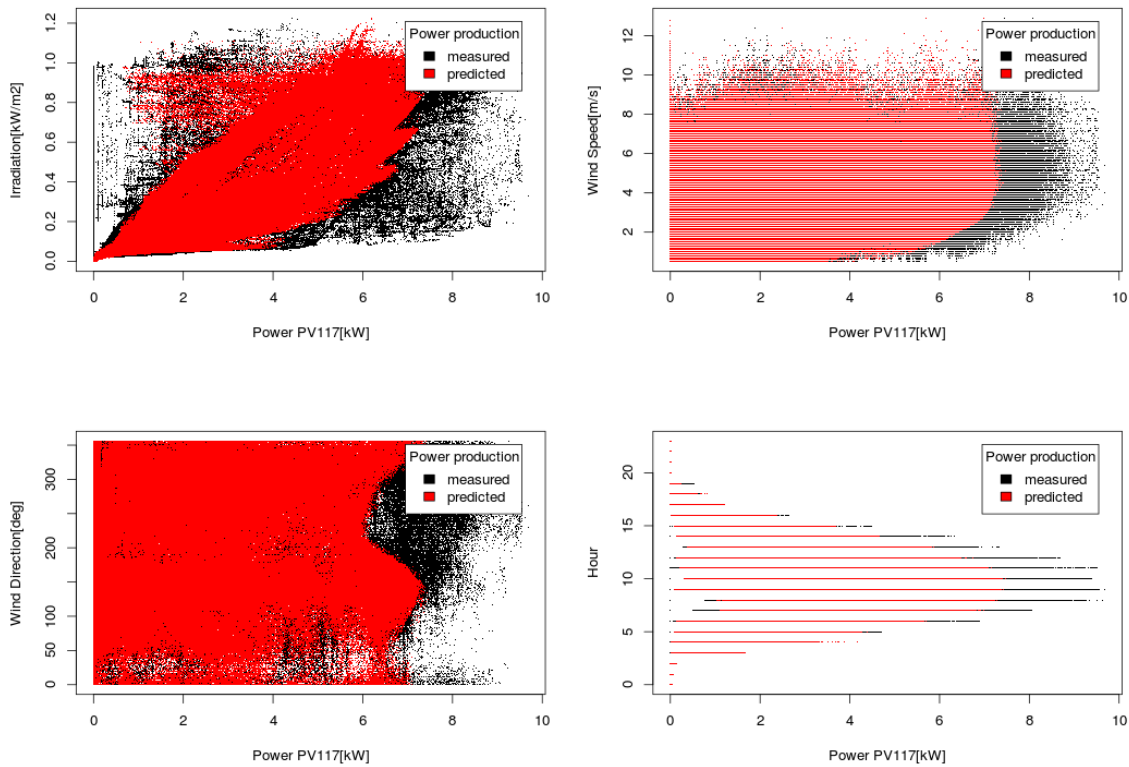 Power production
measured
predicted
Irradiation[kW/m2]
0.0 0.2 0.4 0.6 0.8 1.0 1.2
0 2 4 6 8 10
Power PV117[kW]
Power production
measured
predicted
Wind Speed[m/s]
2 4 6 8 10 12
0 2 4 6 8 10
Power PV117[kW]
Power production
measured
predicted
Wind Direction[deg]
0 50 100 200 300
0 2 4 6 8 10
Power PV117[kW]
Power production
measured
predicted
Hour
0 5 10 15 20
0 2 4 6 8 10
Power PV117[kW]